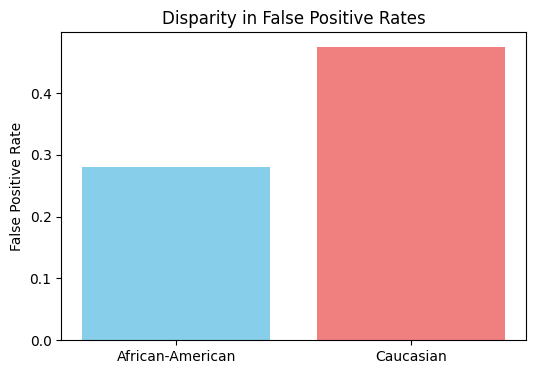 Disparity in False Positive Rates
False Positive Rate
0.4
0.3
0.2
0.1
0.0
African-American
Caucasian